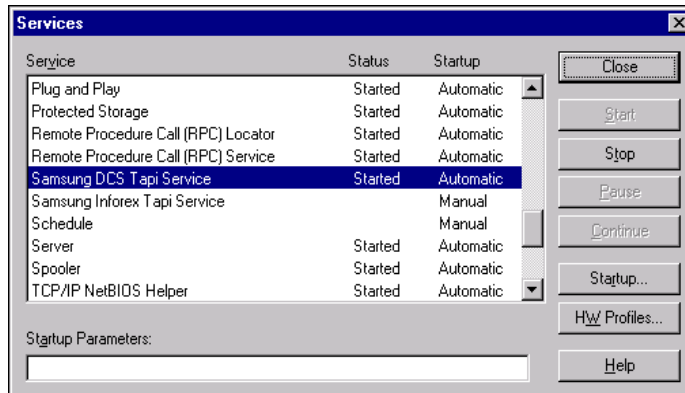 Services
Service Status Startup
Plug and Play Started Automatic
Protected Storage Started Automatic
Remote Procedure Call (RPC) Locator Started Automatic
Remote Procedure Call (RPC) Service Started Automatic
Samsung DCS Tapi Service Started Automatic
Samsung Inforex Tapi Service Manual
Schedule Manual
Server Started Automatic
Spooler Started Automatic
TCP/IP NetBIOS Helper Started Automatic
Startup Parameters:
Close
Start
Stop
Pause
Continue
Startup...
HW Profiles...
Help